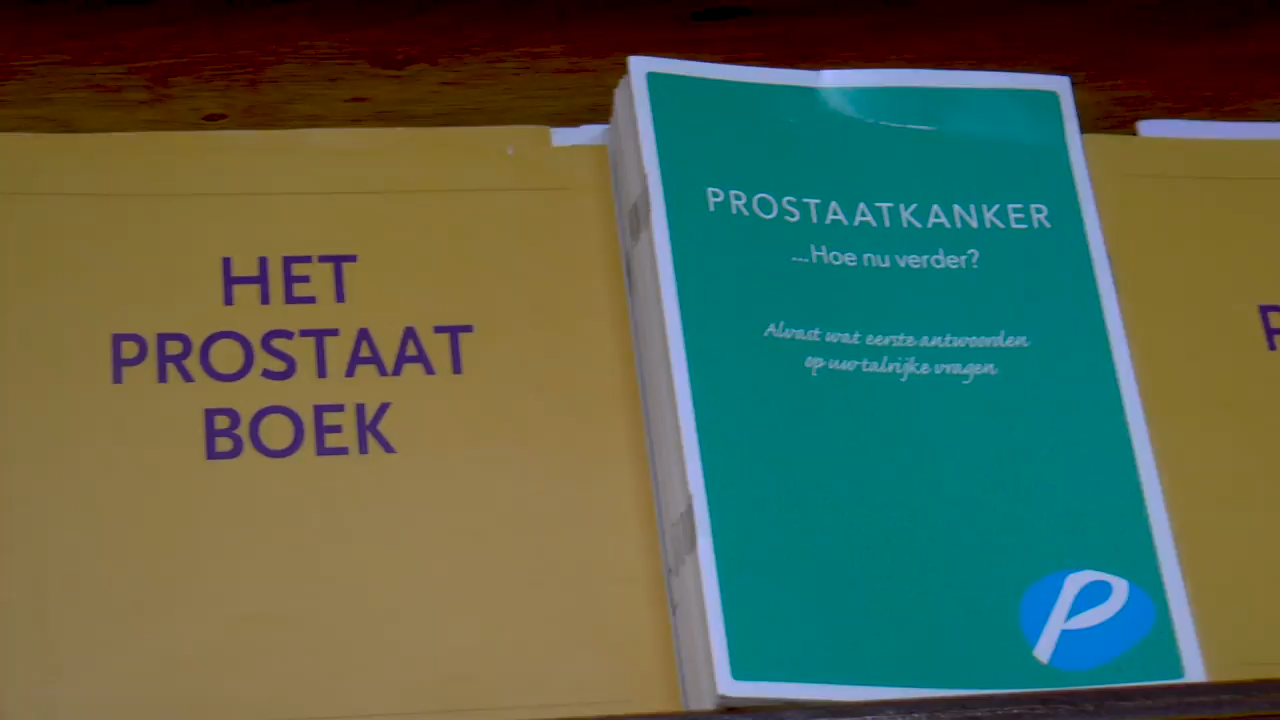 HET
PROSTAAT
BOEK
PROSTAATKANKER
...Hoe nu verder?
Alvast wat eerste antwoorden
op uw talrijke vragen
P
P